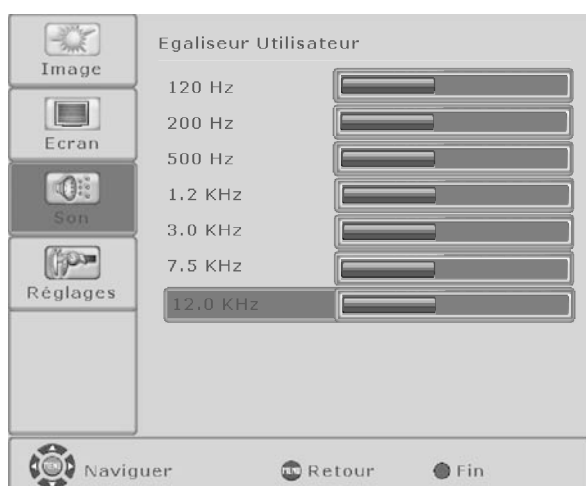 Image
Ecran
Son
Réglages
Egaliseur Utilisateur
120 Hz
200 Hz
500 Hz
1.2 KHz
3.0 KHz
7.5 KHz
12.0 KHz
Naviguer
MENU Retour
Fin